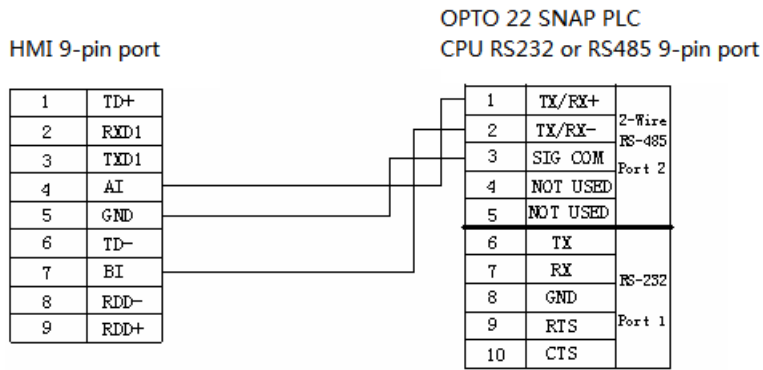 OPTO 22 SNAP PLC
HMI 9-pin port
CPU RS232 or RS485 9-pin port
1 TD+
2 RXD1
3 TXD1
4 AI
5 GND
6 TD-
7 BI
8 RDD-
9 RDD+
1 TX/RX+
2 TX/RX-
3 SIG COM
4 NOT USED
5 NOT USED
2-Wire
RS-485
Port 2
6 TX
7 RX
8 GND
9 RTS
10 CTS
RS-232
Port 1